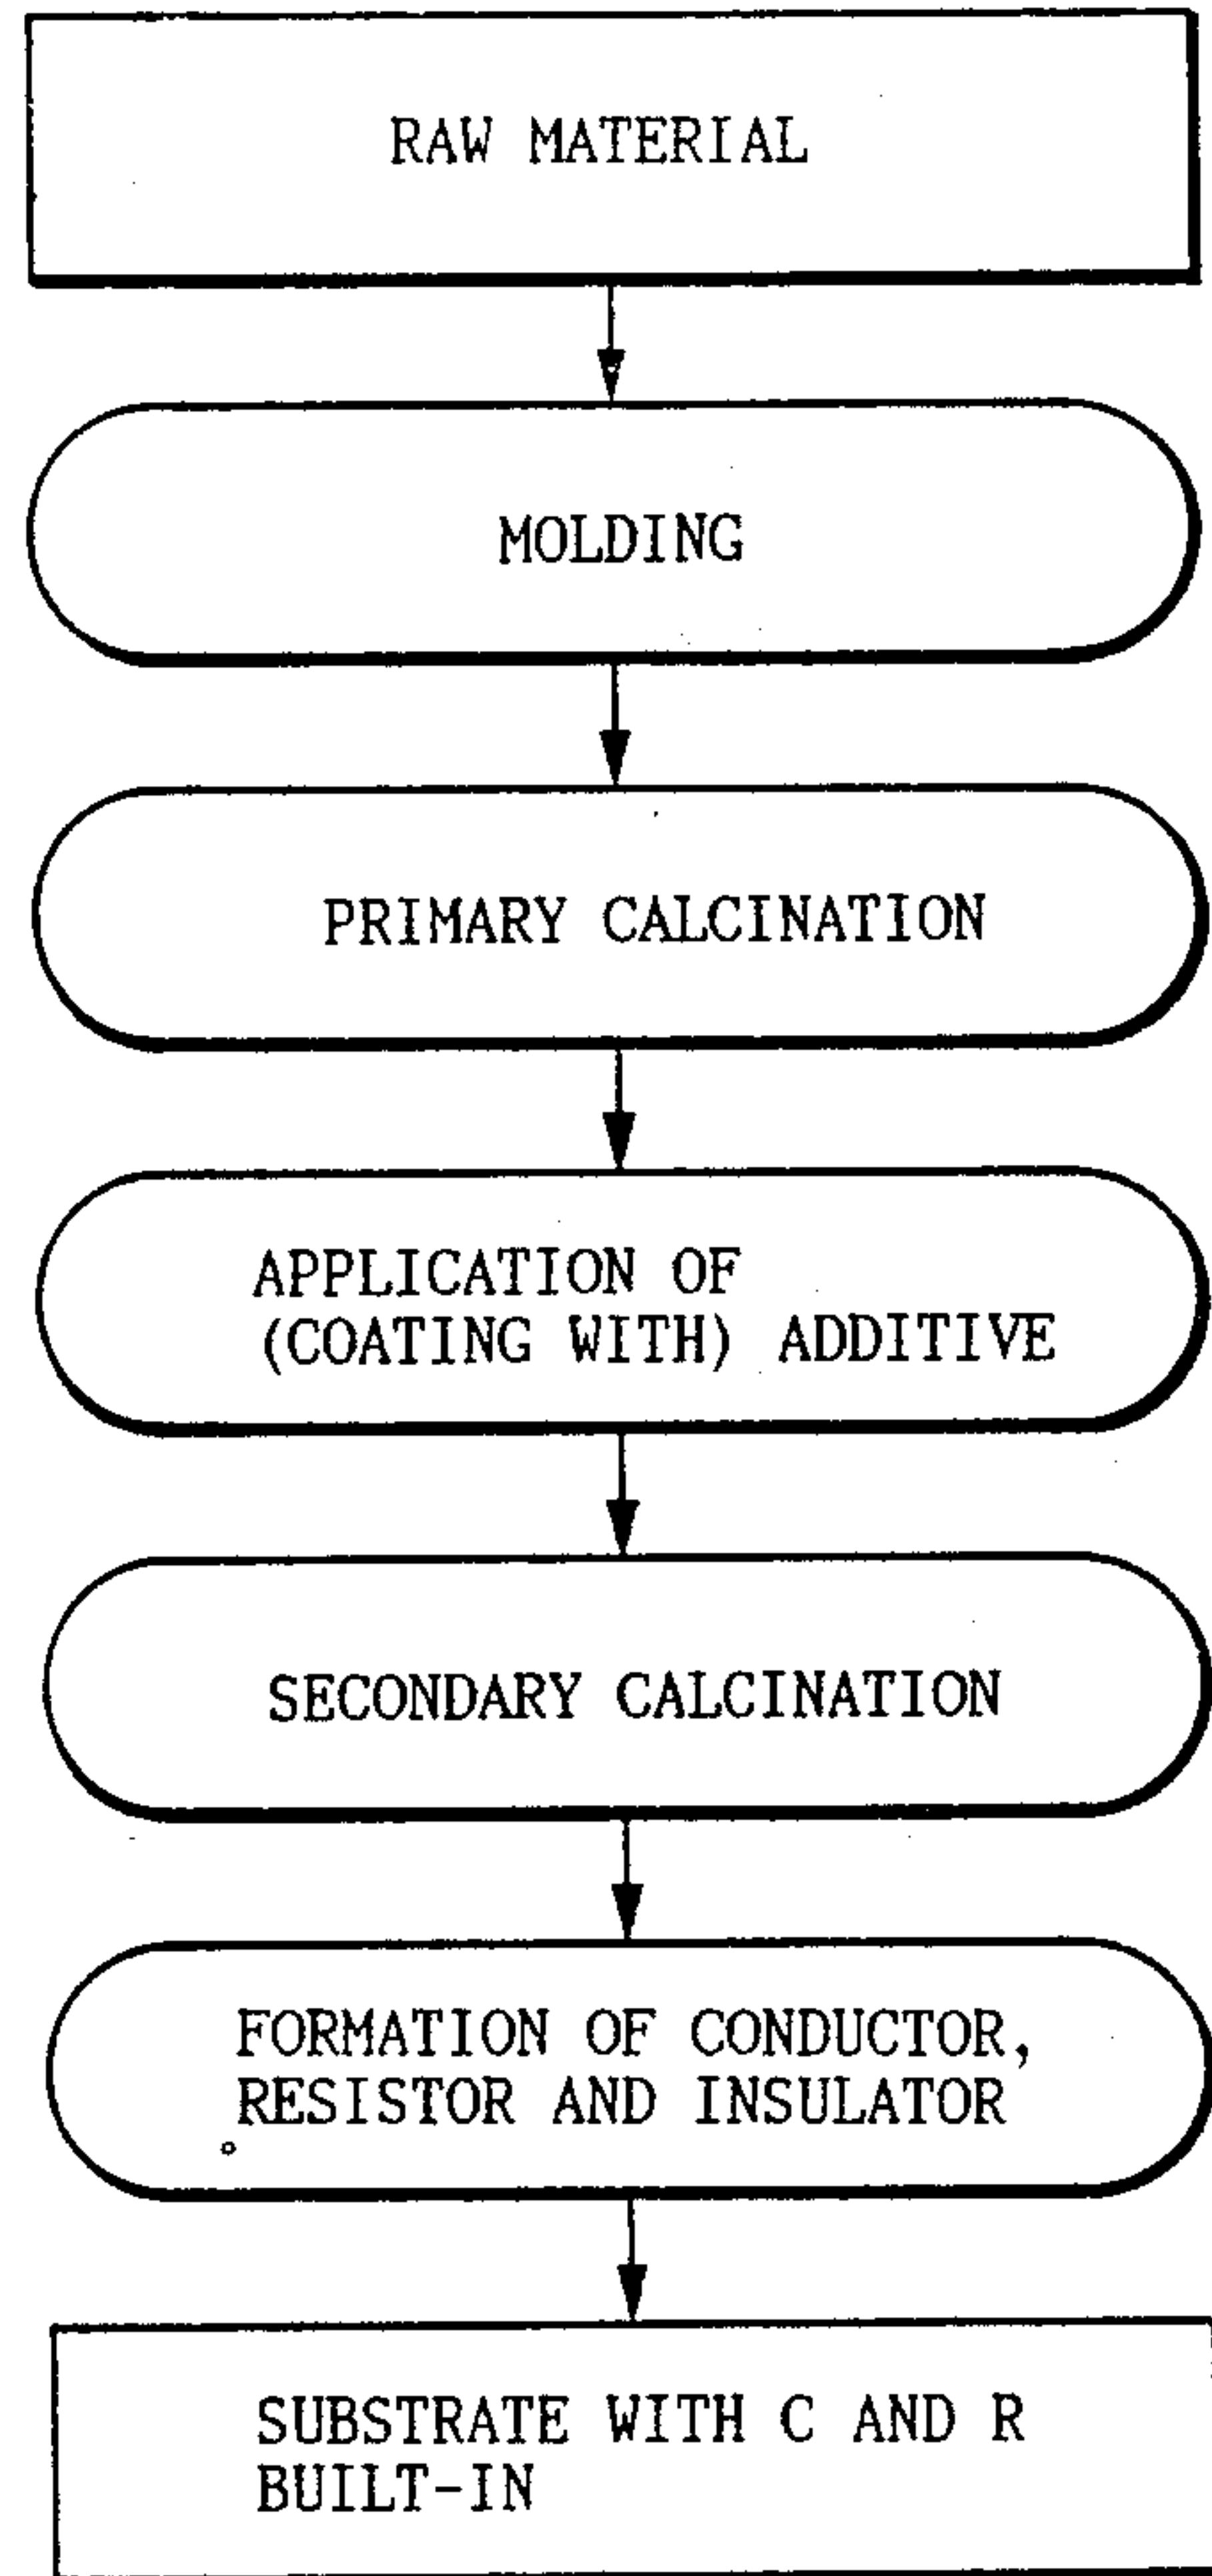 RAW MATERIAL
MOLDING
PRIMARY CALCINATION
APPLICATION OF
(COATING WITH) ADDITIVE
SECONDARY CALCINATION
FORMATION OF CONDUCTOR,
RESISTOR AND INSULATOR
SUBSTRATE WITH C AND R
BUILT-IN